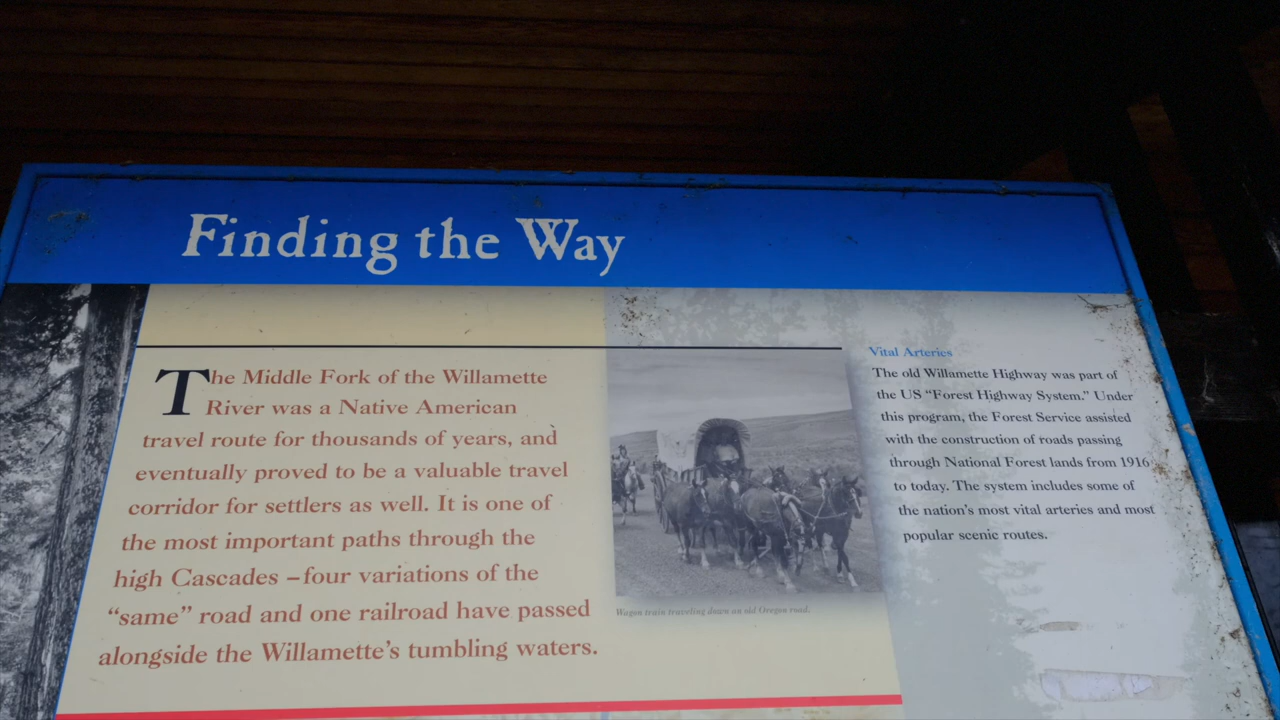 Finding the Way
The Middle Fork of the Willamette
River was a Native American
travel route for thousands of years, and
eventually proved to be a valuable travel
corridor for settlers as well. It is one of
the most important paths through the
high Cascades – four variations of the
“same” road and one railroad have passed
alongside the Willamette’s tumbling waters.
Wagon train traveling down an old Oregon road.
Vital Arteries
The old Willamette Highway was part of
the US “Forest Highway System.” Under
this program, the Forest Service assisted
with the construction of roads passing
through National Forest lands from 1916
to today. The system includes some of
the nation’s most vital arteries and most
popular scenic routes.